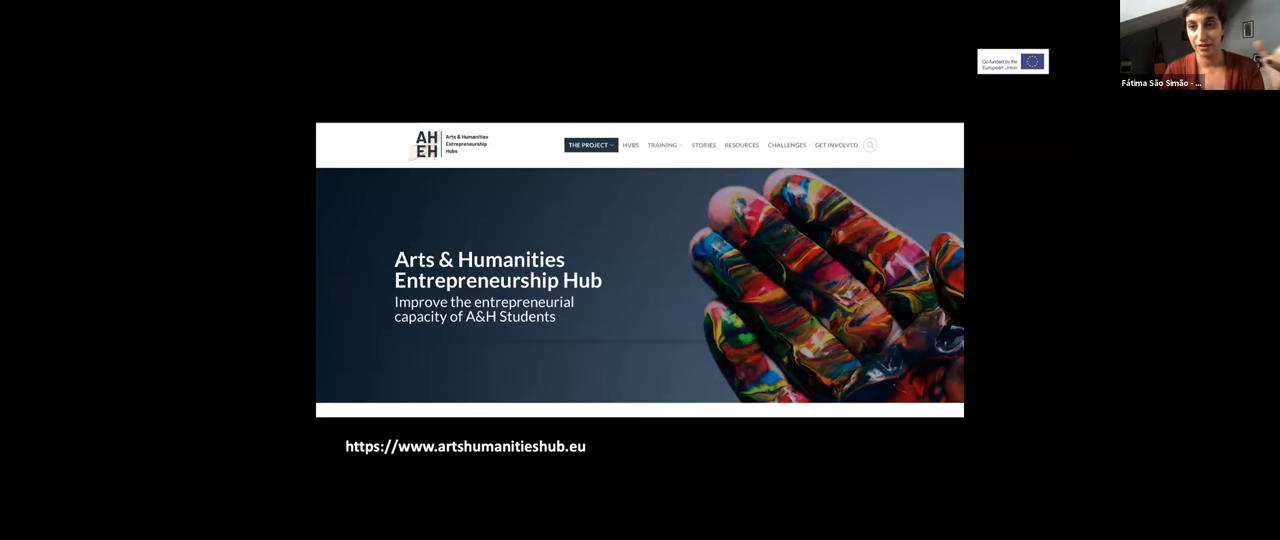 Co-funded by the
European Union
Fátima São Simão - ...
AH
EH
Arts & Humanities
Entrepreneurship
Hubs
THE PROJECT
HUBS
TRAINING
STORIES
RESOURCES
CHALLENGES
GET INVOLVED
Arts & Humanities
Entrepreneurship Hub
Improve the entrepreneurial
capacity of A&H Students
https://www.artshumanitieshub.eu